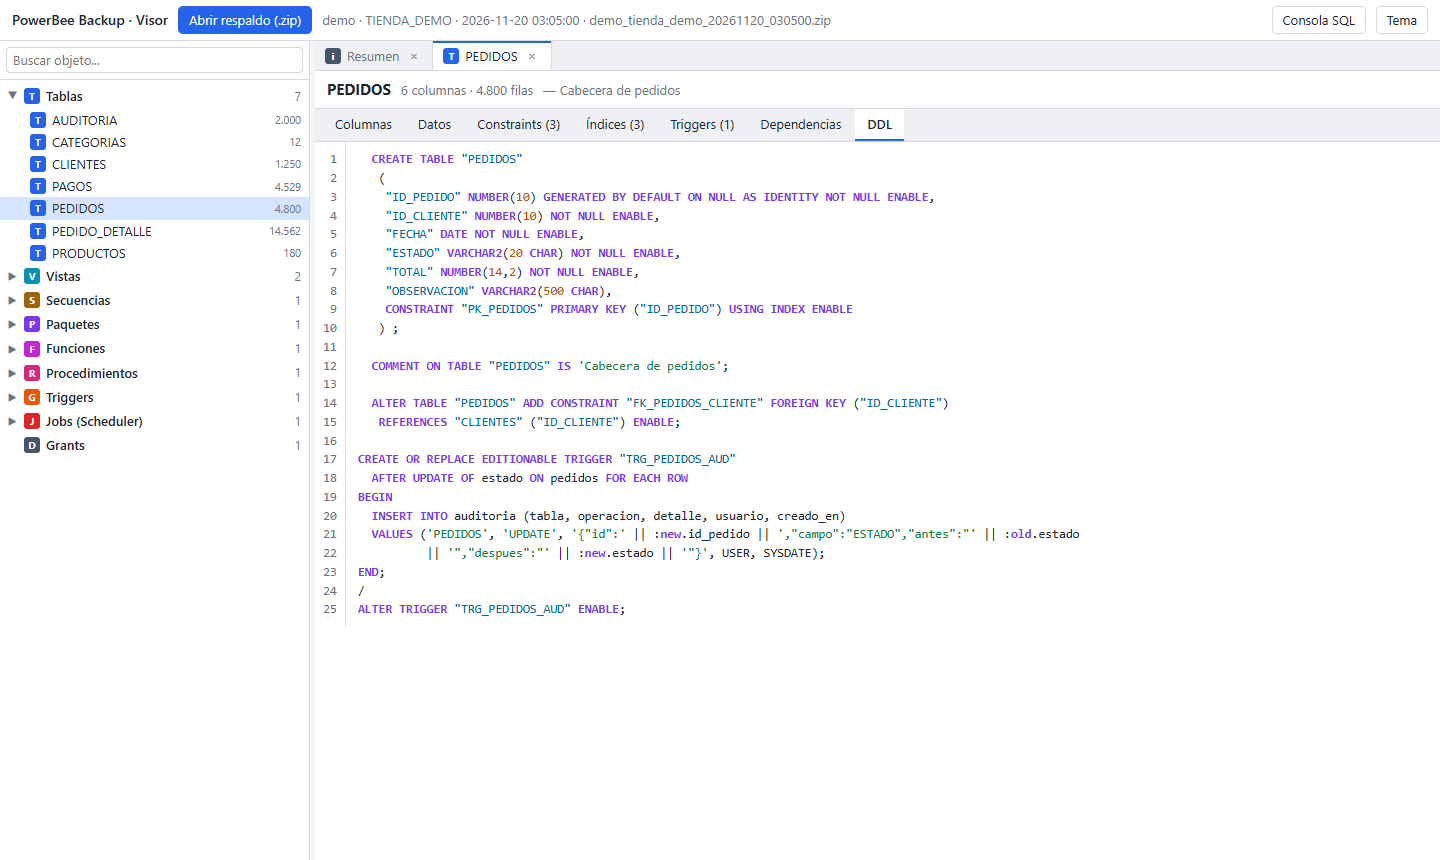 PowerBee Backup · Visor
Abrir respaldo (.zip)
demo · TIENDA_DEMO · 2026-11-20 03:05:00 · demo_tienda_demo_20261120_030500.zip
Consola SQL
Tema
Buscar objeto...
T Tablas 7
T AUDITORIA 2.000
T CATEGORIAS 12
T CLIENTES 1.250
T PAGOS 4.529
T PEDIDOS 4.800
T PEDIDO_DETALLE 14.562
T PRODUCTOS 180
V Vistas 2
S Secuencias 1
P Paquetes 1
F Funciones 1
R Procedimientos 1
G Triggers 1
J Jobs (Scheduler) 1
D Grants 1
i Resumen ×
T PEDIDOS ×
PEDIDOS 6 columnas · 4.800 filas — Cabecera de pedidos
Columnas Datos Constraints (3) Índices (3) Triggers (1) Dependencias DDL
1 CREATE TABLE "PEDIDOS"
2 (
3 "ID_PEDIDO" NUMBER(10) GENERATED BY DEFAULT ON NULL AS IDENTITY NOT NULL ENABLE,
4 "ID_CLIENTE" NUMBER(10) NOT NULL ENABLE,
5 "FECHA" DATE NOT NULL ENABLE,
6 "ESTADO" VARCHAR2(20 CHAR) NOT NULL ENABLE,
7 "TOTAL" NUMBER(14,2) NOT NULL ENABLE,
8 "OBSERVACION" VARCHAR2(500 CHAR),
9 CONSTRAINT "PK_PEDIDOS" PRIMARY KEY ("ID_PEDIDO") USING INDEX ENABLE
10 ) ;
11
12 COMMENT ON TABLE "PEDIDOS" IS 'Cabecera de pedidos';
13
14 ALTER TABLE "PEDIDOS" ADD CONSTRAINT "FK_PEDIDOS_CLIENTE" FOREIGN KEY ("ID_CLIENTE")
15 REFERENCES "CLIENTES" ("ID_CLIENTE") ENABLE;
16
17 CREATE OR REPLACE EDITIONABLE TRIGGER "TRG_PEDIDOS_AUD"
18 AFTER UPDATE OF estado ON pedidos FOR EACH ROW
19 BEGIN
20 INSERT INTO auditoria (tabla, operacion, detalle, usuario, creado_en)
21 VALUES ('PEDIDOS', 'UPDATE', '{"id":' || :new.id_pedido || ',"campo":"ESTADO","antes":"' || :old.estado
22 || '","despues":"' || :new.estado || '"}', USER, SYSDATE);
23 END;
24 /
25 ALTER TRIGGER "TRG_PEDIDOS_AUD" ENABLE;